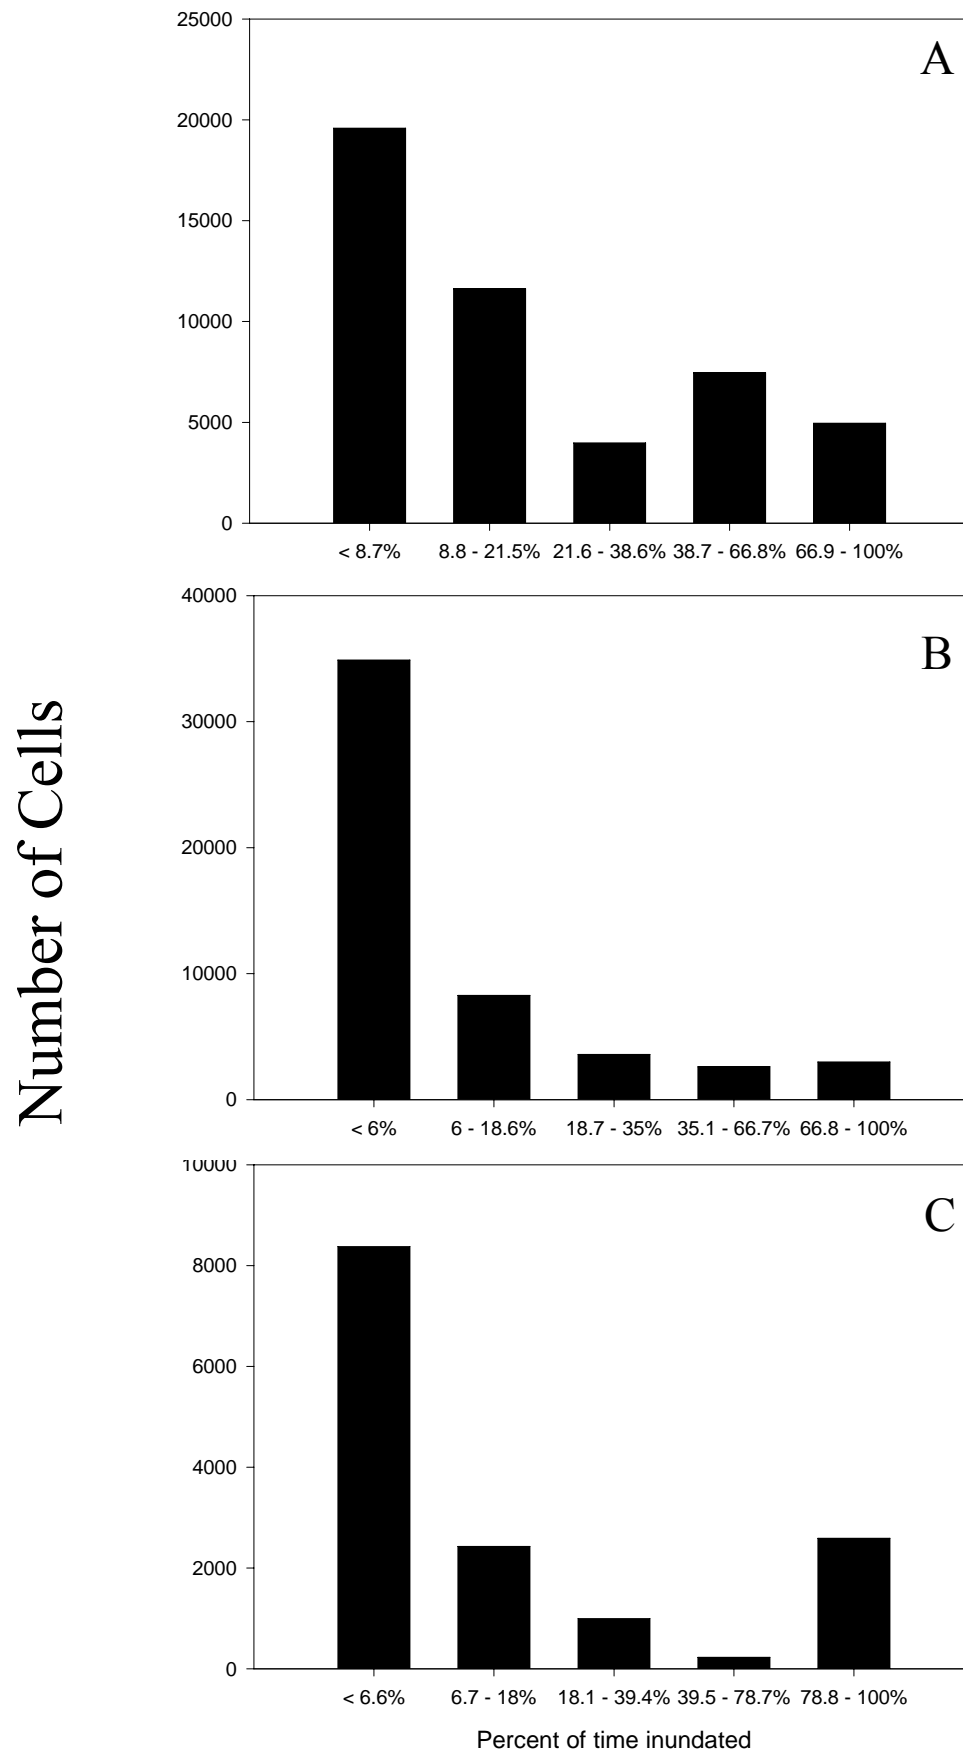 25000
A
20000
15000
10000
5000
0
< 8.7% 8.8 - 21.5% 21.6 - 38.6% 38.7 - 66.8% 66.9 - 100%
Number of Cells
40000
B
30000
20000
10000
0
< 6% 6 - 18.6% 18.7 - 35% 35.1 - 66.7% 66.8 - 100%
10000
C
8000
6000
4000
2000
0
< 6.6% 6.7 - 18% 18.1 - 39.4% 39.5 - 78.7% 78.8 - 100%
Percent of time inundated